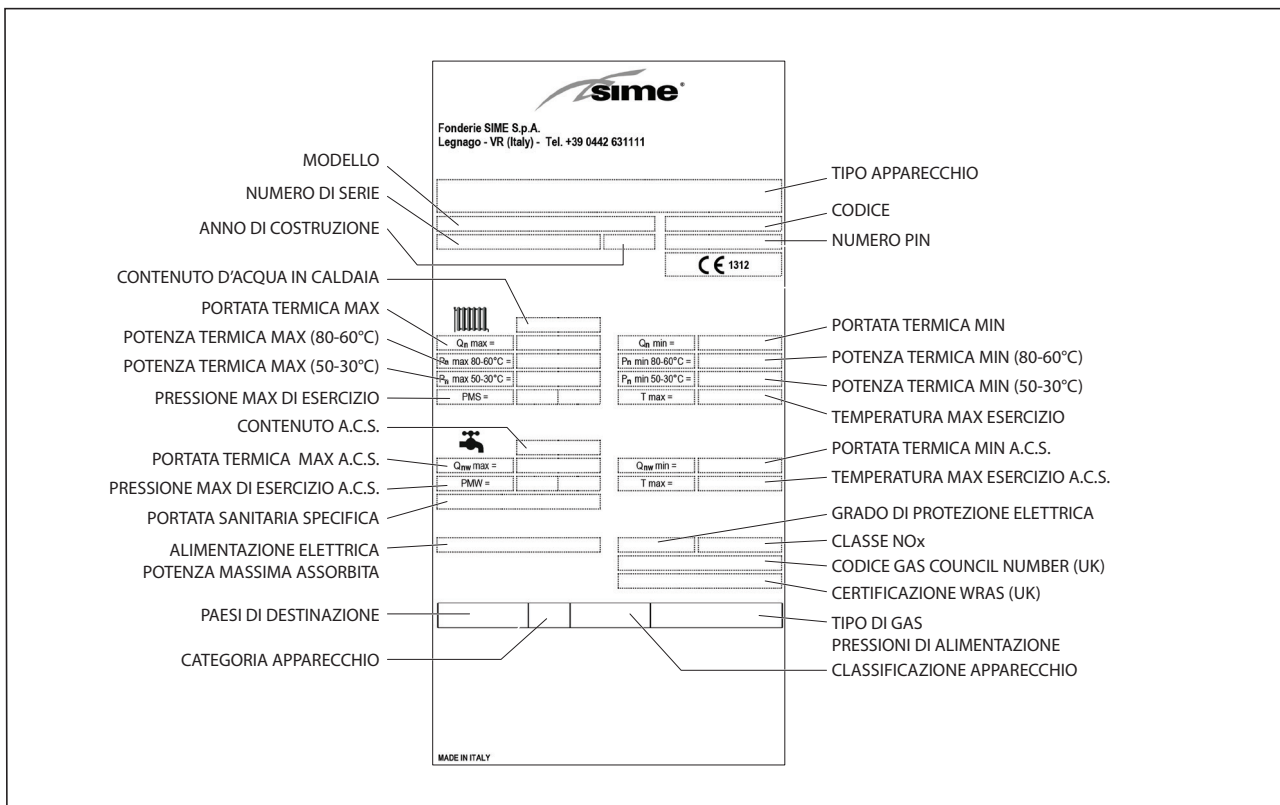 sime®
Fonderie SIME S.p.A.
Legnago - VR (Italy) - Tel. +39 0442 631111
MODELLO
NUMERO DI SERIE
ANNO DI COSTRUZIONE
CONTENUTO D'ACQUA IN CALDAIA
PORTATA TERMICA MAX
POTENZA TERMICA MAX (80-60°C)
POTENZA TERMICA MAX (50-30°C)
PRESSIONE MAX DI ESERCIZIO
CONTENUTO A.C.S.
PORTATA TERMICA MAX A.C.S.
PRESSIONE MAX DI ESERCIZIO A.C.S.
PORTATA SANITARIA SPECIFICA
ALIMENTAZIONE ELETTRICA
POTENZA MASSIMA ASSORBITA
PAESI DI DESTINAZIONE
CATEGORIA APPARECCHIO
CE 1312
Qn max =
Pn max 80-60°C =
Pn max 50-30°C =
PMS =
Qn min =
Pn min 80-60°C =
Pn min 50-30°C =
T max =
Qnw max =
PMW =
Qnw min =
T max =
MADE IN ITALY
TIPO APPARECCHIO
CODICE
NUMERO PIN
PORTATA TERMICA MIN
POTENZA TERMICA MIN (80-60°C)
POTENZA TERMICA MIN (50-30°C)
TEMPERATURA MAX ESERCIZIO
PORTATA TERMICA MIN A.C.S.
TEMPERATURA MAX ESERCIZIO A.C.S.
GRADO DI PROTEZIONE ELETTRICA
CLASSE NOx
CODICE GAS COUNCIL NUMBER (UK)
CERTIFICAZIONE WRAS (UK)
TIPO DI GAS
PRESSIONI DI ALIMENTAZIONE
CLASSIFICAZIONE APPARECCHIO